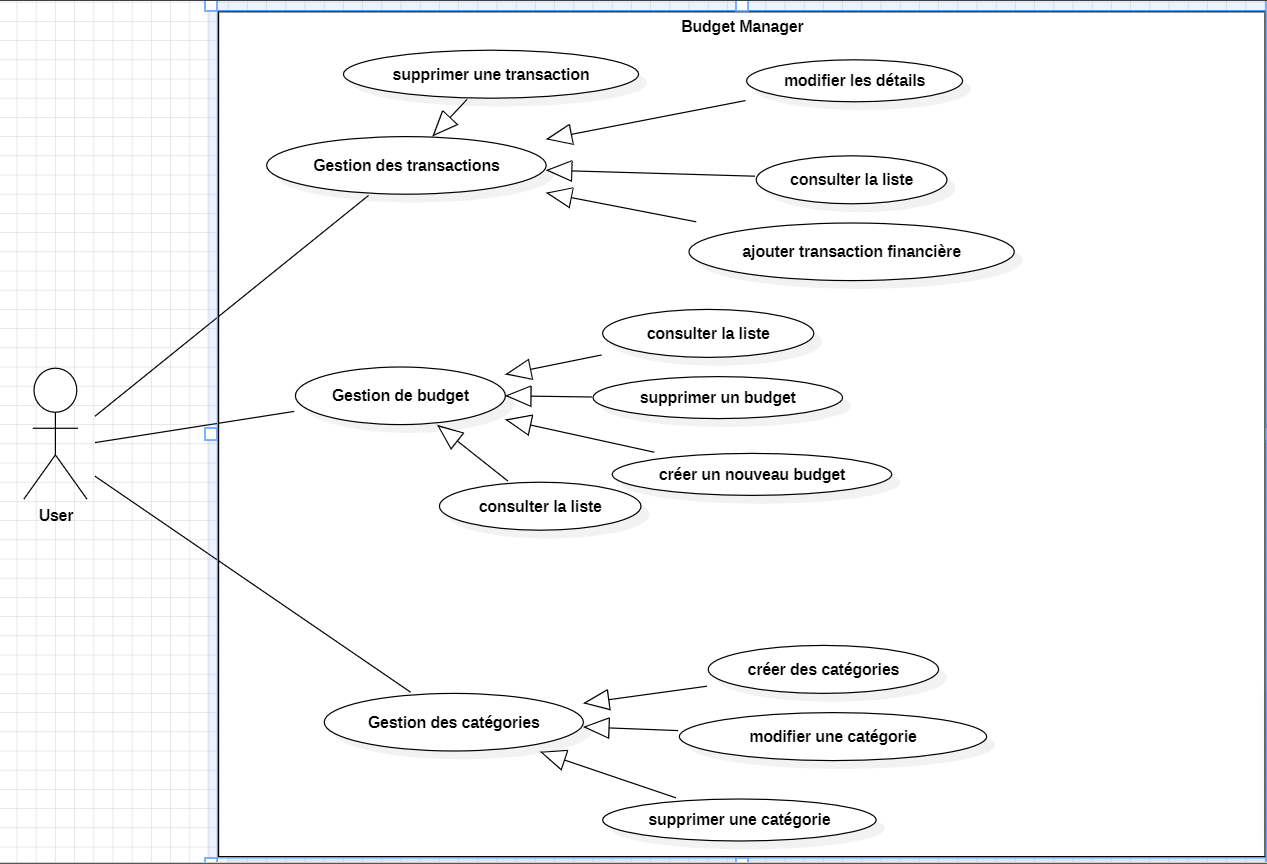 Budget Manager
supprimer une transaction
modifier les détails
Gestion des transactions
consulter la liste
ajouter transaction financière
consulter la liste
Gestion de budget
supprimer un budget
créer un nouveau budget
consulter la liste
User
créer des catégories
Gestion des catégories
modifier une catégorie
supprimer une catégorie